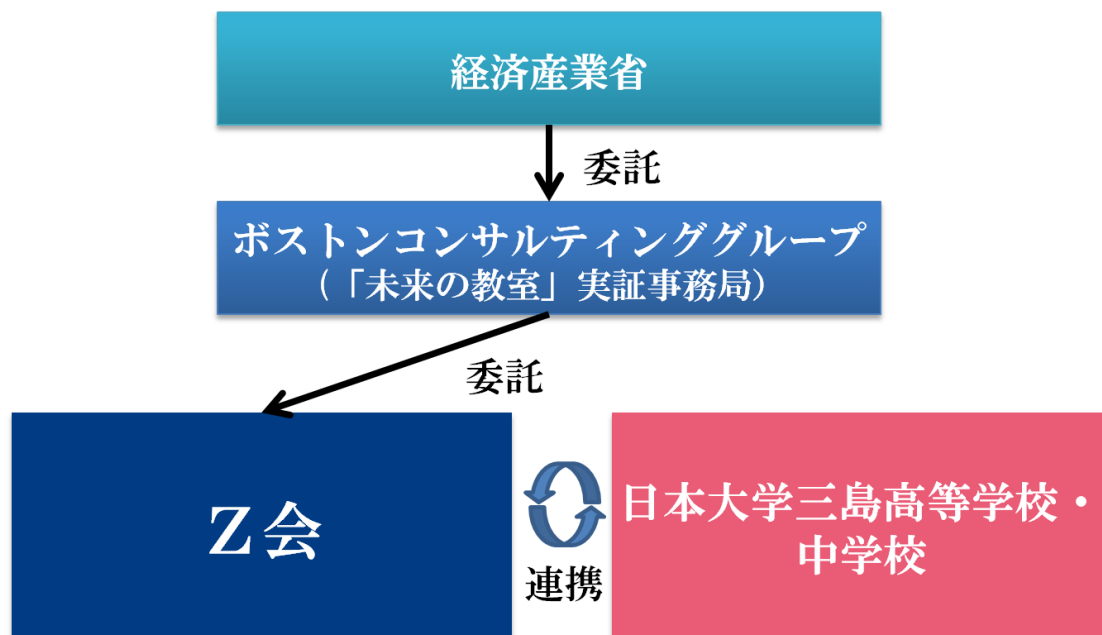 経済産業省
委託
ボストンコンサルティンググループ
（「未来の教室」実証事務局）
委託
Ｚ会
連携
日本大学三島高等学校・
中学校